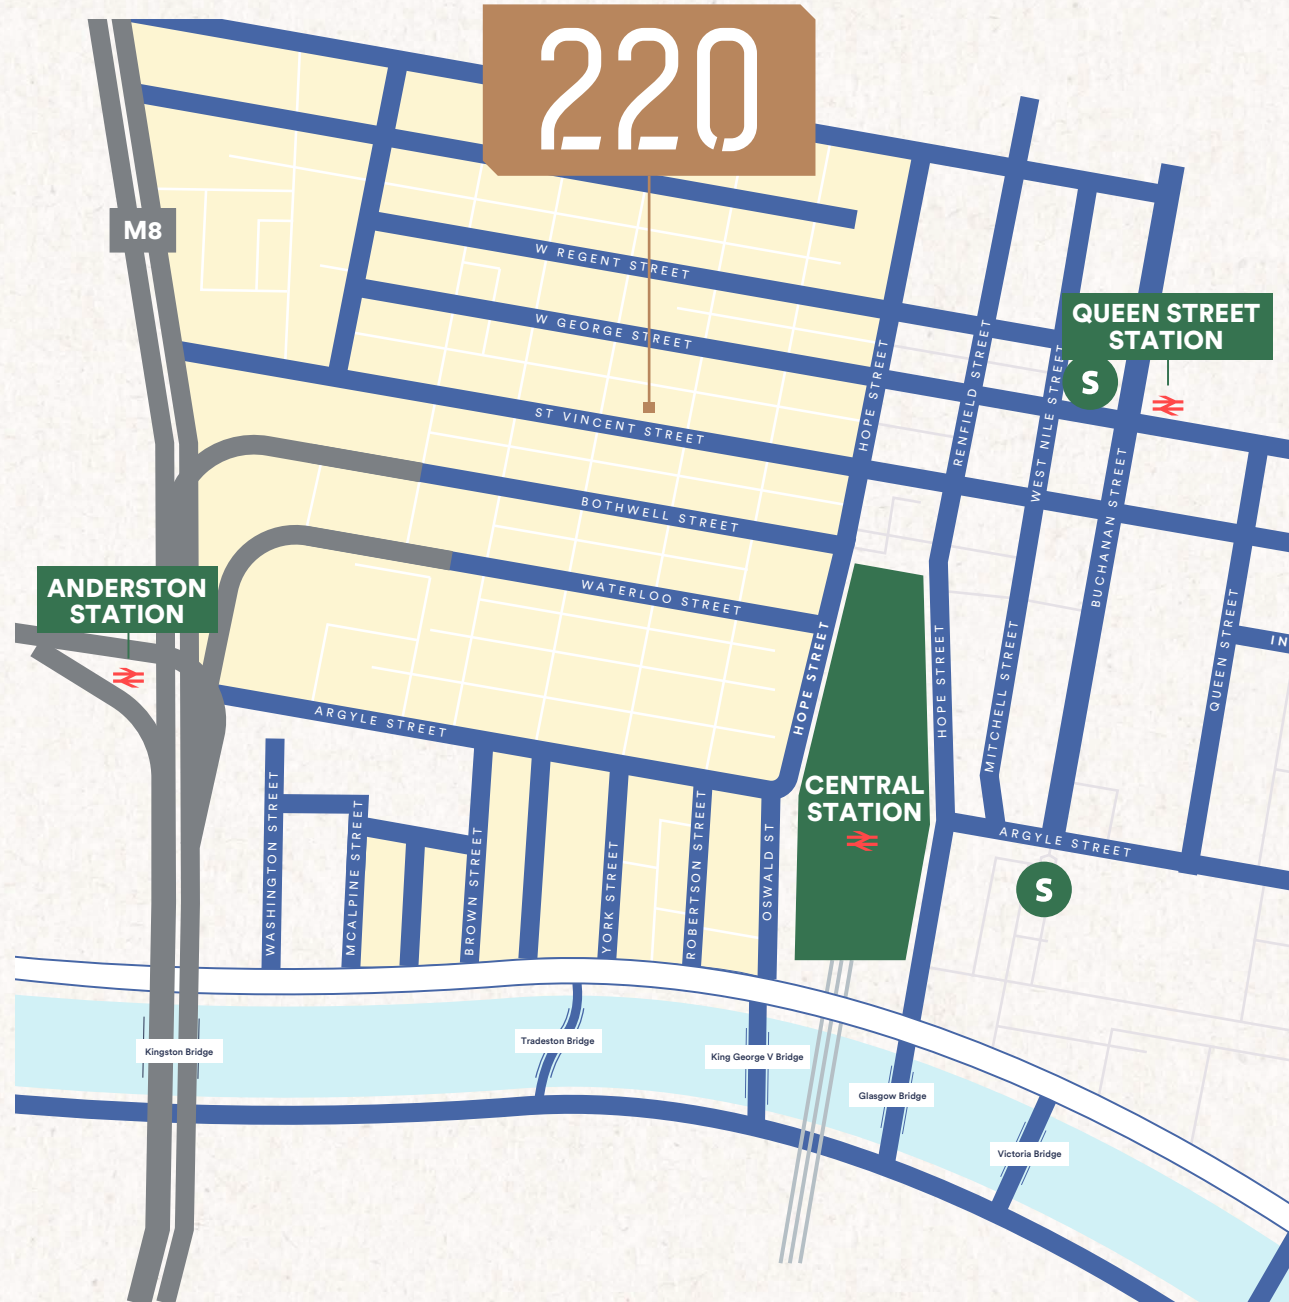 220
M8
W REGENT STREET
W GEORGE STREET
ST VINCENT STREET
BOTHWELL STREET
WATERLOO STREET
ARGYLE STREET
HOPE STREET
RENFIELD STREET
WEST NILE STREET
QUEEN STREET
STATION
S
BUCHANAN STREET
QUEEN STREET
IN
ANDERSTON
STATION
HOPE STREET
HOPE STREET
MITCHELL STREET
CENTRAL
STATION
ARGYLE STREET
S
WASHINGTON STREET
MCALPINE STREET
BROWN STREET
YORK STREET
ROBERTSON STREET
OSWALD ST
Kingston Bridge
Tradeston Bridge
King George V Bridge
Glasgow Bridge
Victoria Bridge